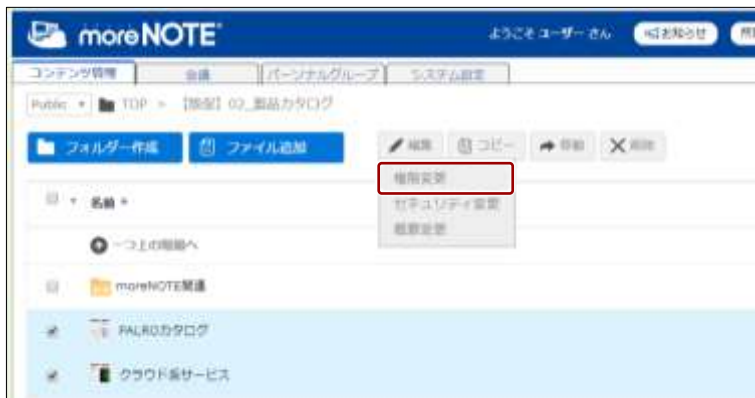 moreNOTE
ようこそ ユーザー さん
お知らせ
コンテンツ管理
会議
パーソナルグループ
システム設定
Public
TOP > 【旅館】02_製品カタログ
フォルダー作成
ファイル追加
編集
コピー
移動
削除
権限変更
セキュリティ変更
名前
一つ上の階層へ
moreNOTE関連
PALROカタログ
クラウド系サービス